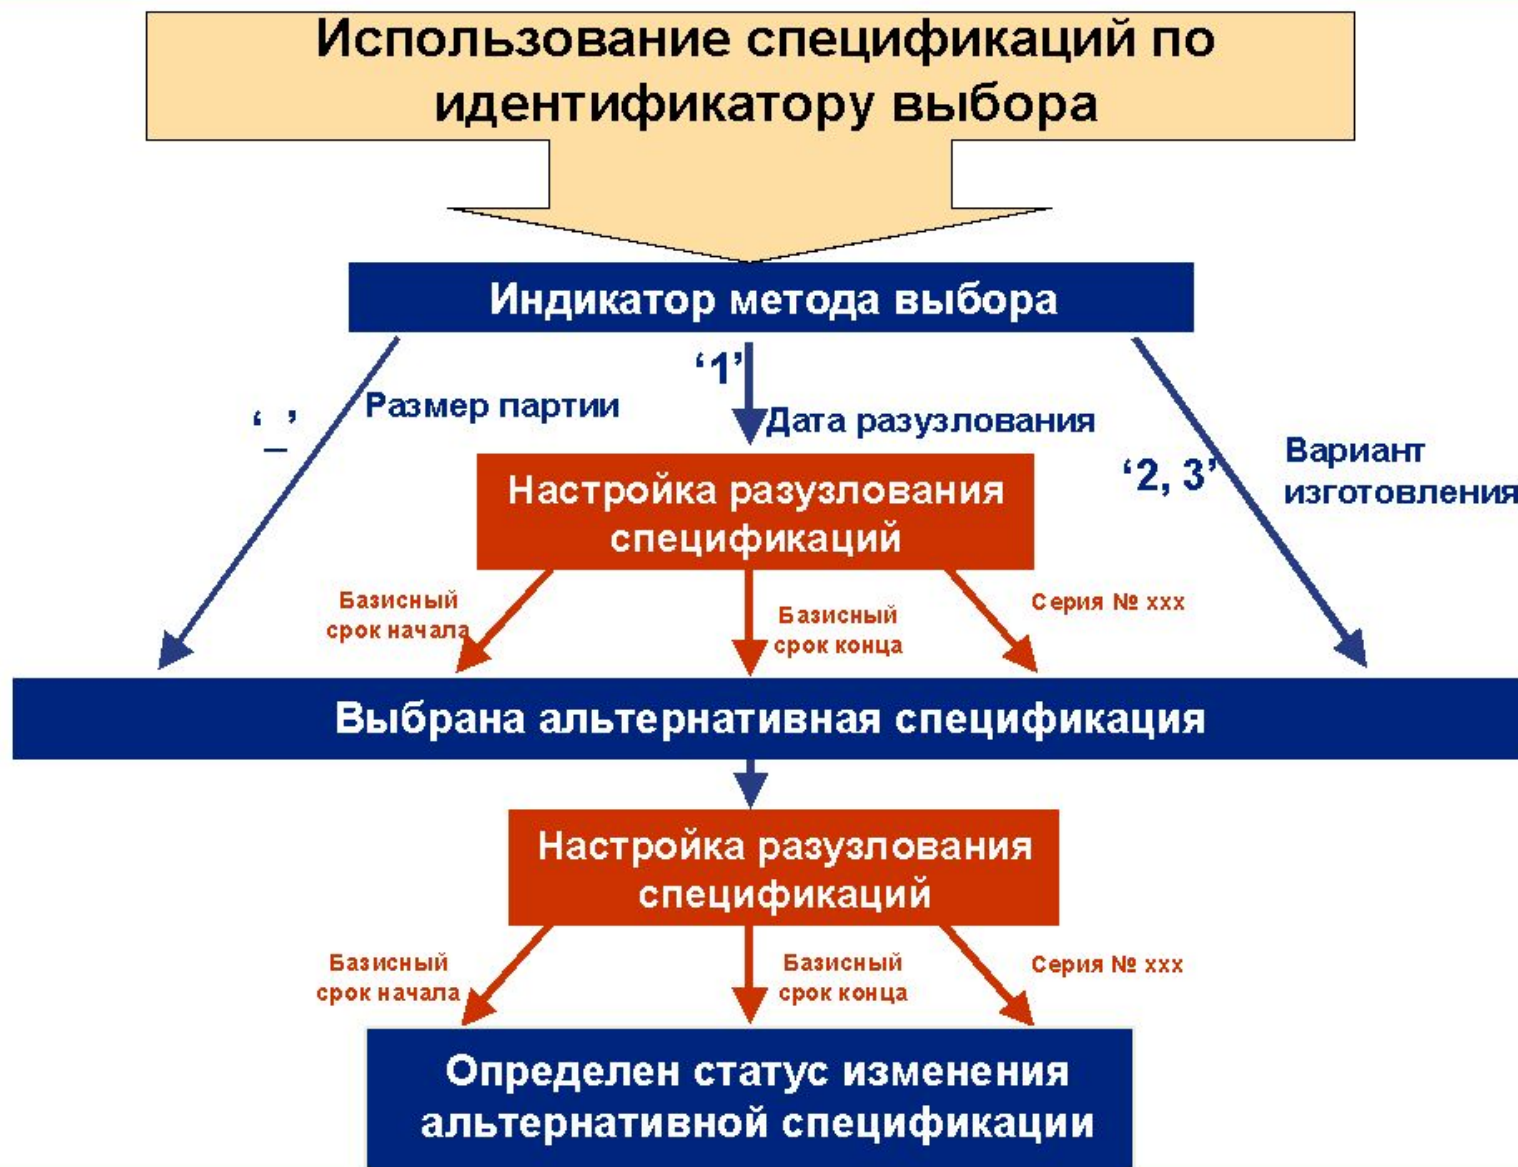 Использование спецификаций по
идентификатору выбора
Индикатор метода выбора
‘_’
Размер партии
‘1’
Дата разузлования
‘2, 3’
Вариант
изготовления
Настройка разузлования
спецификаций
Базисный
срок начала
Базисный
срок конца
Серия № xxx
Выбрана альтернативная спецификация
Настройка разузлования
спецификаций
Базисный
срок начала
Базисный
срок конца
Серия № xxx
Определен статус изменения
альтернативной спецификации